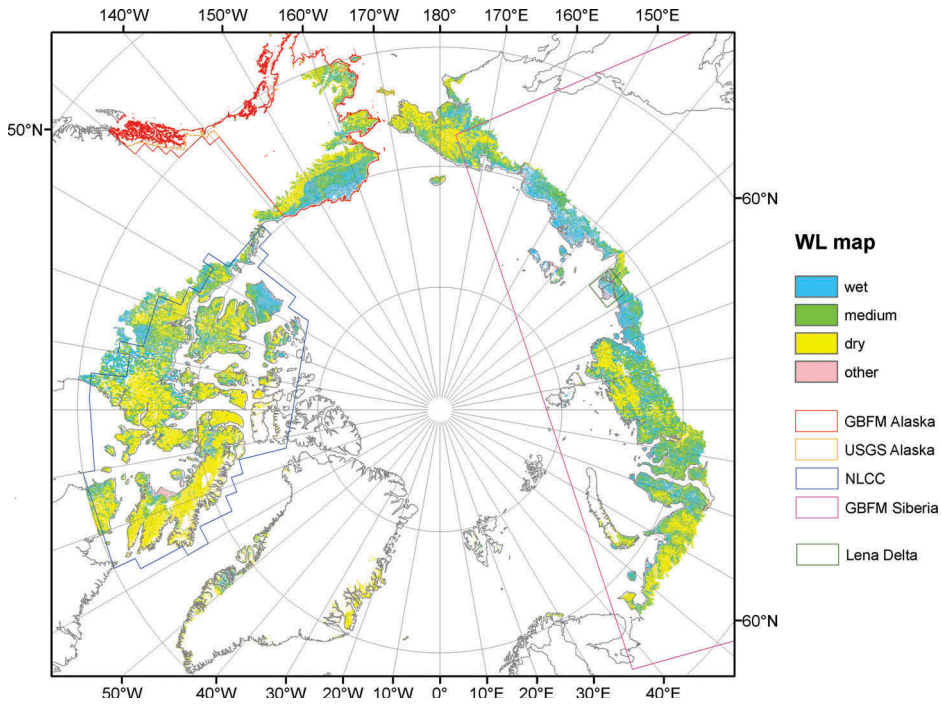 140°W 150°W 160°W 170°W 180° 170°E 160°E 150°E
50°N
60°N
WL map
wet
medium
dry
other
GBFM Alaska
USGS Alaska
NLCC
GBFM Siberia
Lena Delta
60°N
50°W 40°W 30°W 20°W 10°W 0° 10°E 20°E 30°E 40°E